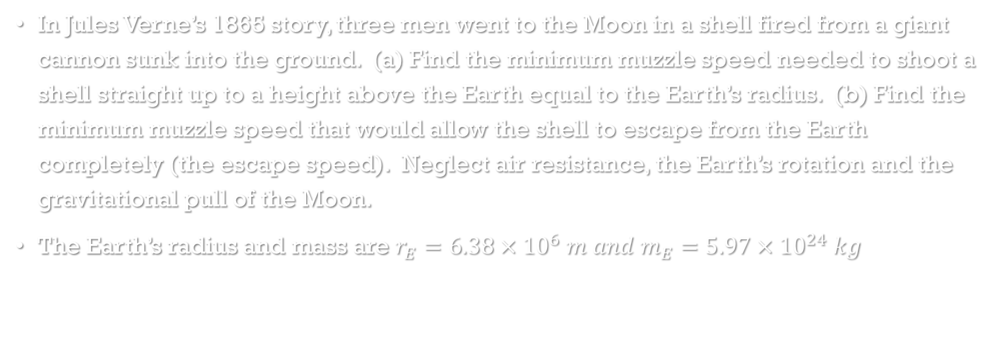 • In Jules Verne’s 1865 story, three men went to the Moon in a shell fired from a giant
cannon sunk into the ground.  (a) Find the minimum muzzle speed needed to shoot a
shell straight up to a height above the Earth equal to the Earth’s radius.  (b) Find the
minimum muzzle speed that would allow the shell to escape from the Earth
completely (the escape speed).  Neglect air resistance, the Earth’s rotation and the
gravitational pull of the Moon.
• The Earth’s radius and mass are r_E = 6.38 × 10^6 m and m_E = 5.97 × 10^24 kg